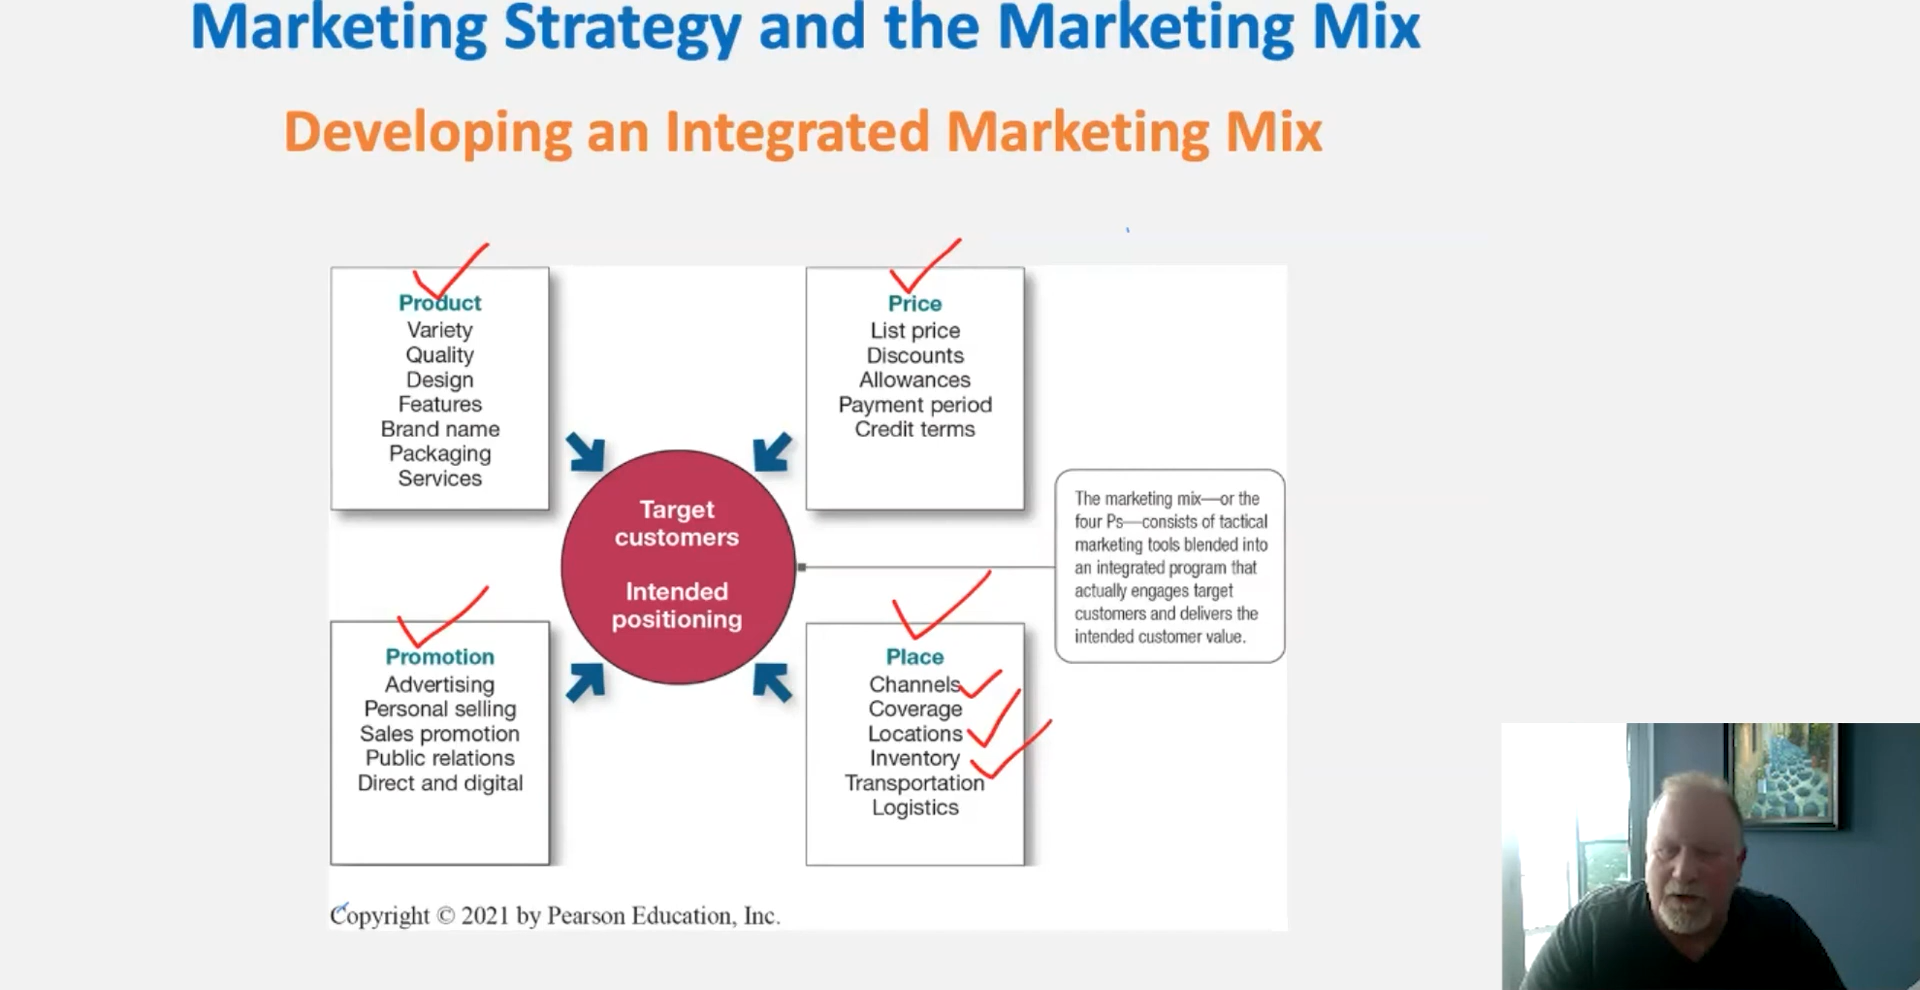 Marketing Strategy and the Marketing Mix
Developing an Integrated Marketing Mix
Product
Variety
Quality
Design
Features
Brand name
Packaging
Services
Price
List price
Discounts
Allowances
Payment period
Credit terms
Target
customers
Intended
positioning
The marketing mix—or the
four Ps—consists of tactical
marketing tools blended into
an integrated program that
actually engages target
customers and delivers the
intended customer value.
Promotion
Advertising
Personal selling
Sales promotion
Public relations
Direct and digital
Place
Channels
Coverage
Locations
Inventory
Transportation
Logistics
Copyright © 2021 by Pearson Education, Inc.